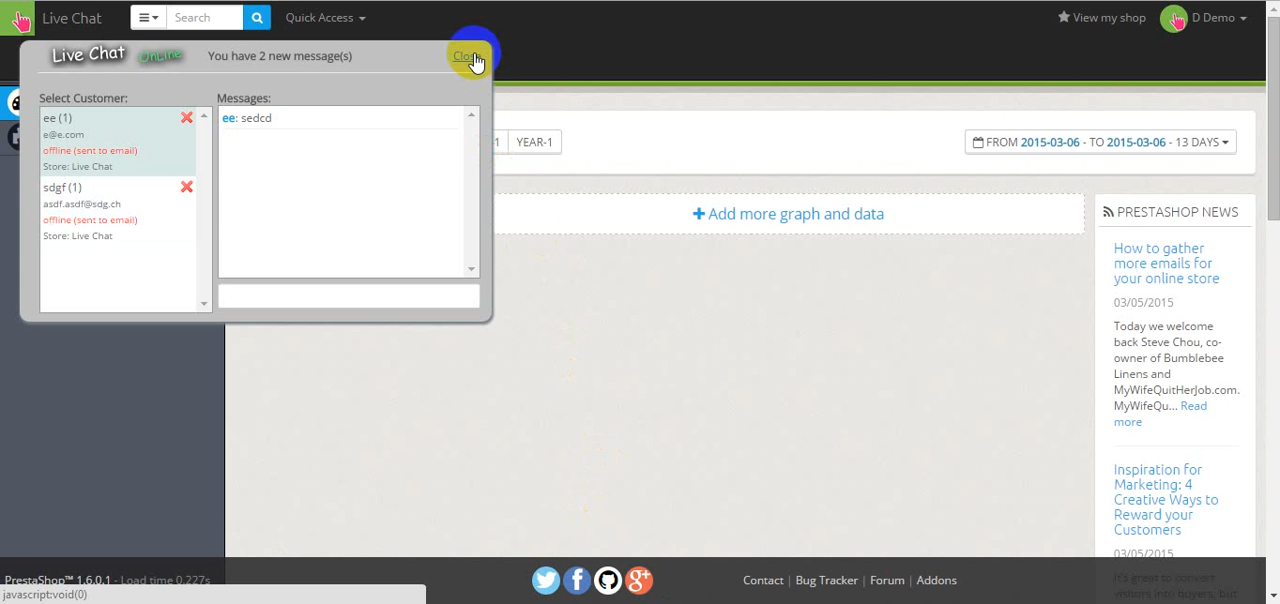 Live Chat
Search
Quick Access
View my shop
D Demo
Live Chat OnLine You have 2 new message(s)
Select Customer: Messages:
ee (1)
e@e.com
offline (sent to email)
Store: Live Chat
sdgf (1)
asdf.asdf@sdg.ch
offline (sent to email)
Store: Live Chat
ee: sedcd
-1 YEAR-1
FROM 2015-03-06 - TO 2015-03-06 - 13 DAYS
Add more graph and data
PRESTASHOP NEWS
How to gather
more emails for
your online store
03/05/2015
Today we welcome
back Steve Chou, co-
owner of Bumblebee
Linens and
MyWifeQuitHerJob.com.
MyWifeQu... Read
more
Inspiration for
Marketing: 4
Creative Ways to
Reward your
Customers
03/05/2015
It's great to convert
PrestaShop™ 1.6.0.1 - Load time 0.227s
Contact | Bug Tracker | Forum | Addons
javascript:void(0)